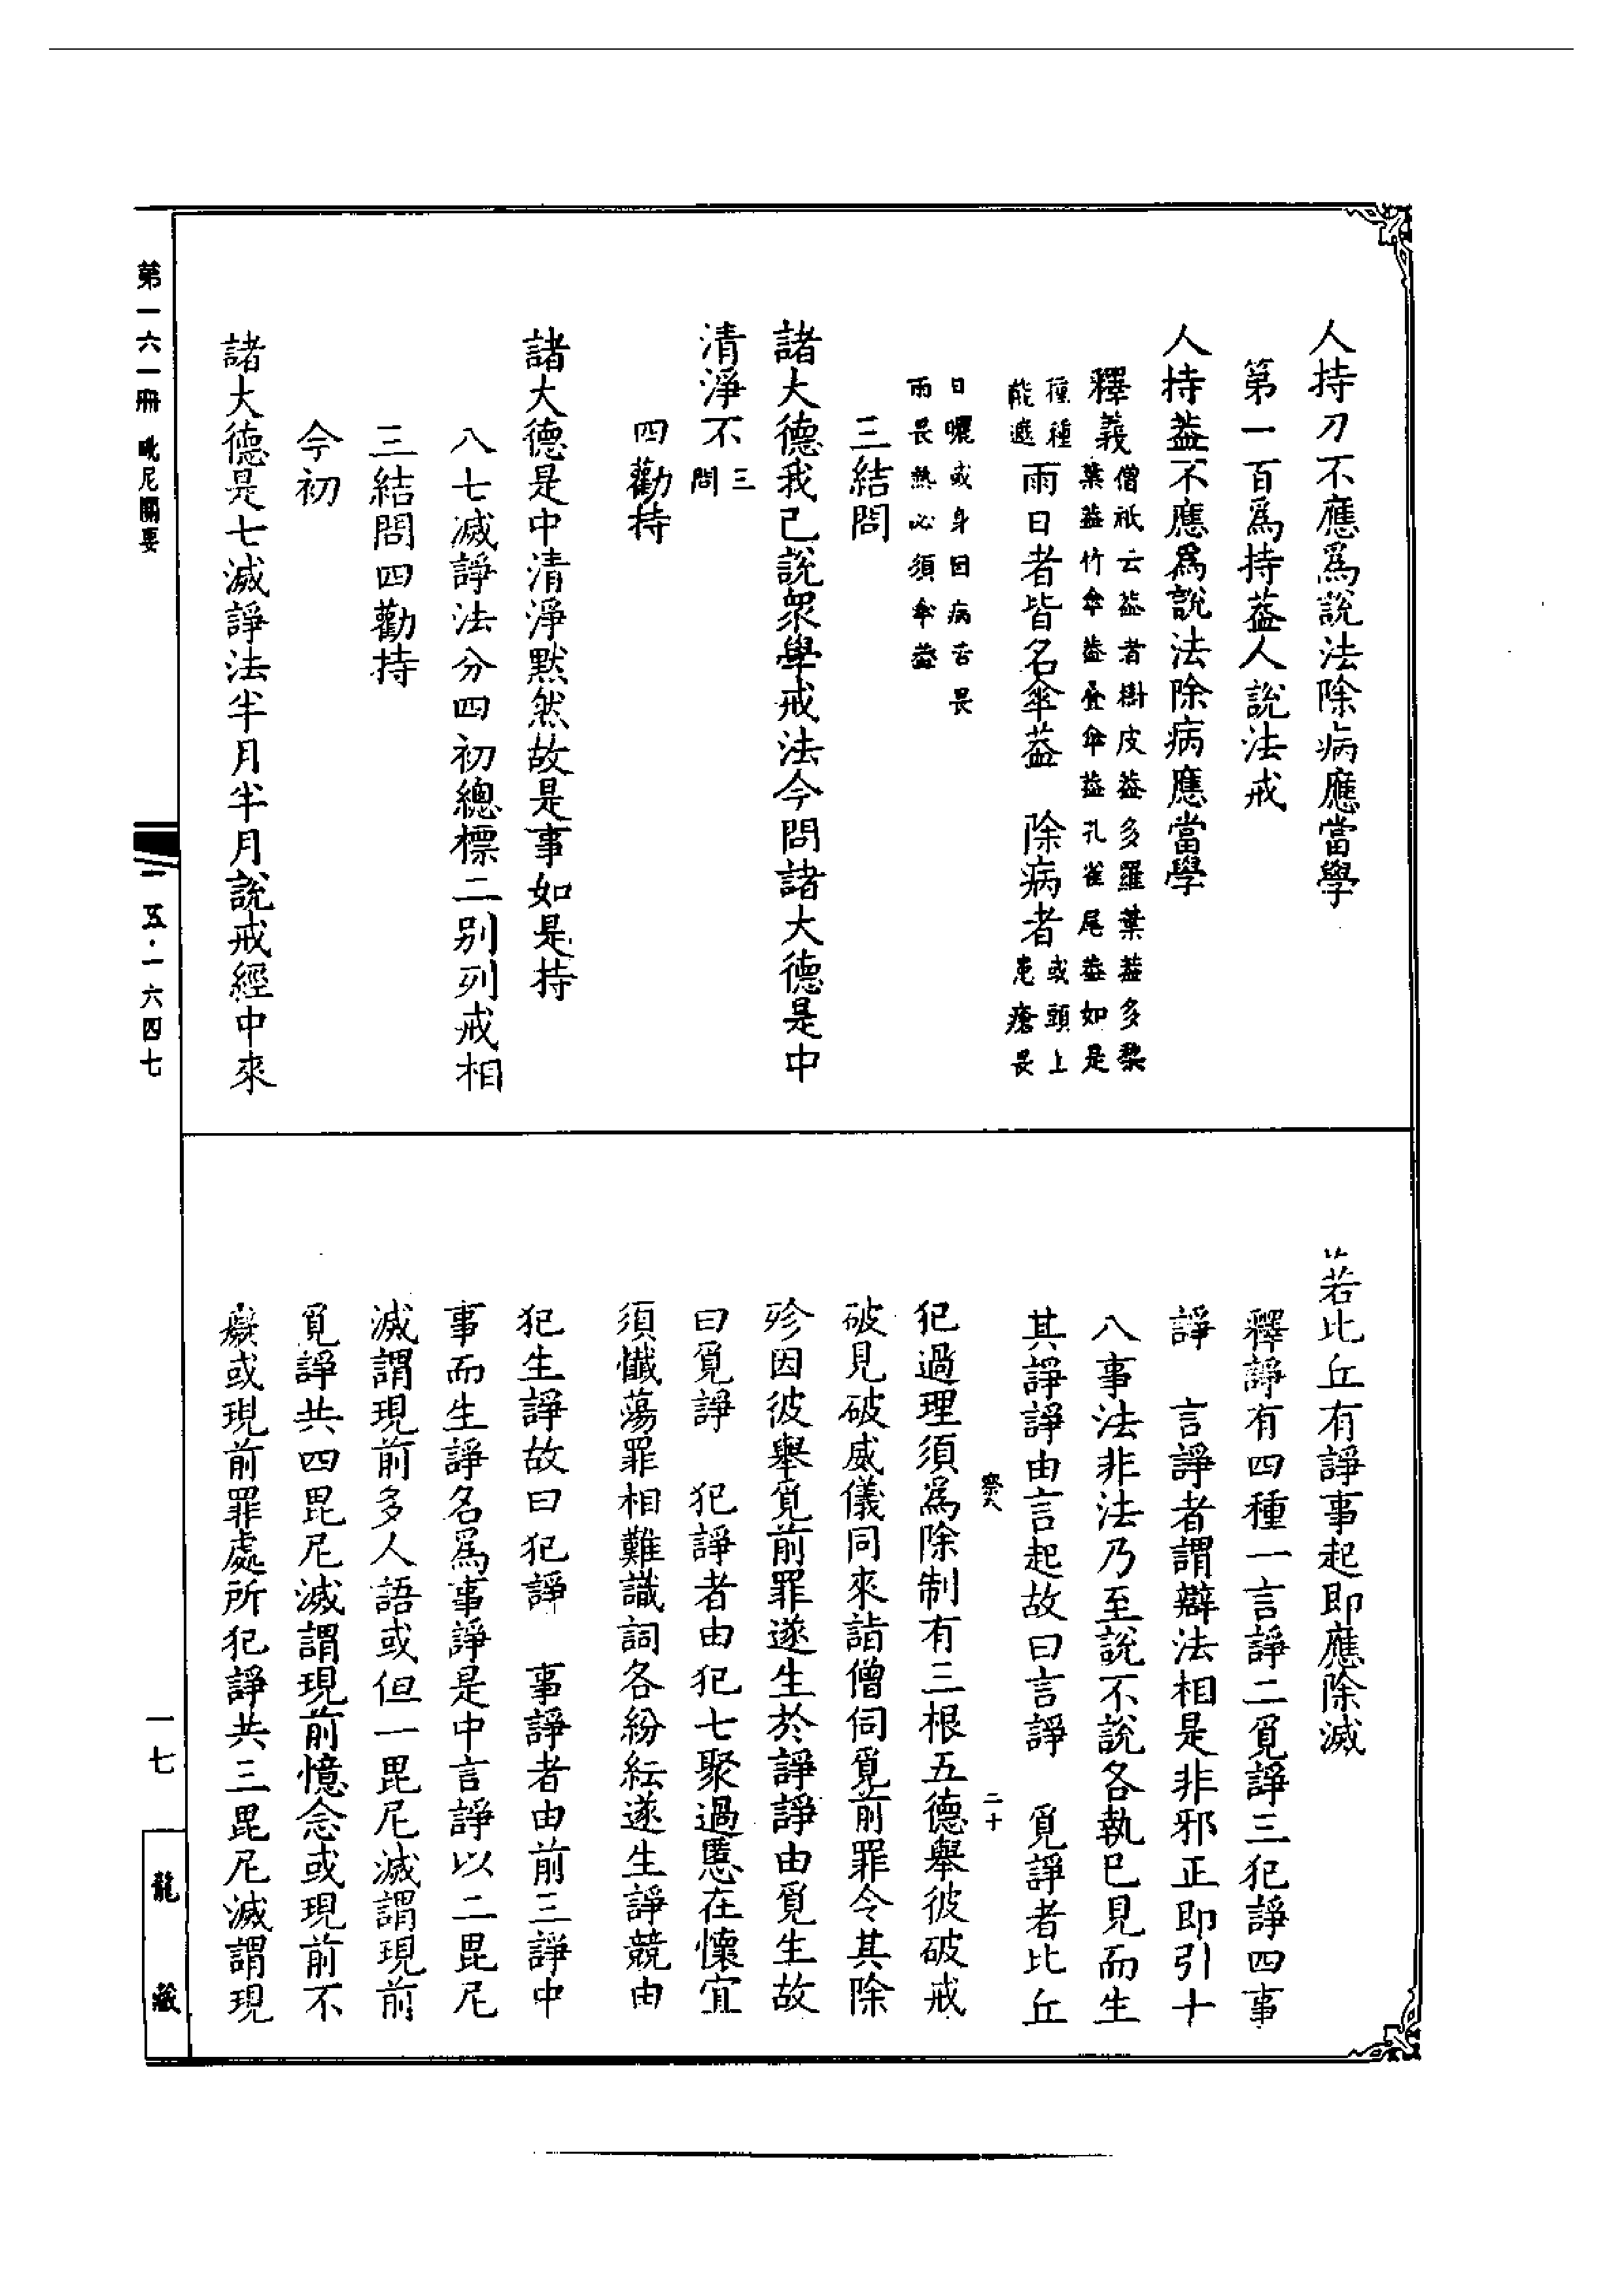 人持刀不應爲說法除病應當學
第一百爲持葢人說法戒
人持葢不應爲說法除病應當學
釋義僧祇云葢者樹皮葢多羅葉葢多棃
葉葢竹傘葢疊傘葢孔雀尾葢如是
種種
能遮雨日者皆名傘葢　除病者或頭上
患瘡畏
日曬或身因病苦畏
雨畏熱必須傘葢
三結問
諸大德我已說衆學戒法今問諸大德是中
清淨不三
問
四勸持
諸大德是中清淨默然故是事如是持
八七滅諍法分四初總標二別列戒相
三結問四勸持
今初
諸大德是七滅諍法半月半月說戒經中來
若比丘有諍事起即應除滅
釋諍有四種一言諍二覓諍三犯諍四事
諍　言諍者謂辯法相是非邪正即引十
八事法非法乃至說不說各執已見而生
其諍諍由言起故曰言諍　覓諍者比丘
二十
犯過理須爲除制有三根五德舉彼破戒
破見破威儀同來詣僧伺覓前罪令其除
殄因彼舉覓前罪遂生於諍諍由覓生故
曰覓諍　犯諍者由犯七聚過慝在懷宜
須懺蕩罪相難識詞各紛紜遂生諍競由
犯生諍故曰犯諍　事諍者由前三諍中
事而生諍名爲事諍是中言諍以二毘尼
滅謂現前多人語或但一毘尼滅謂現前
覓諍共四毘尼滅謂現前憶念或現前不
癡或現前罪處所犯諍共三毘尼滅謂現
第一六一冊　毗尼關要
一五·一六四七
一七
龍藏